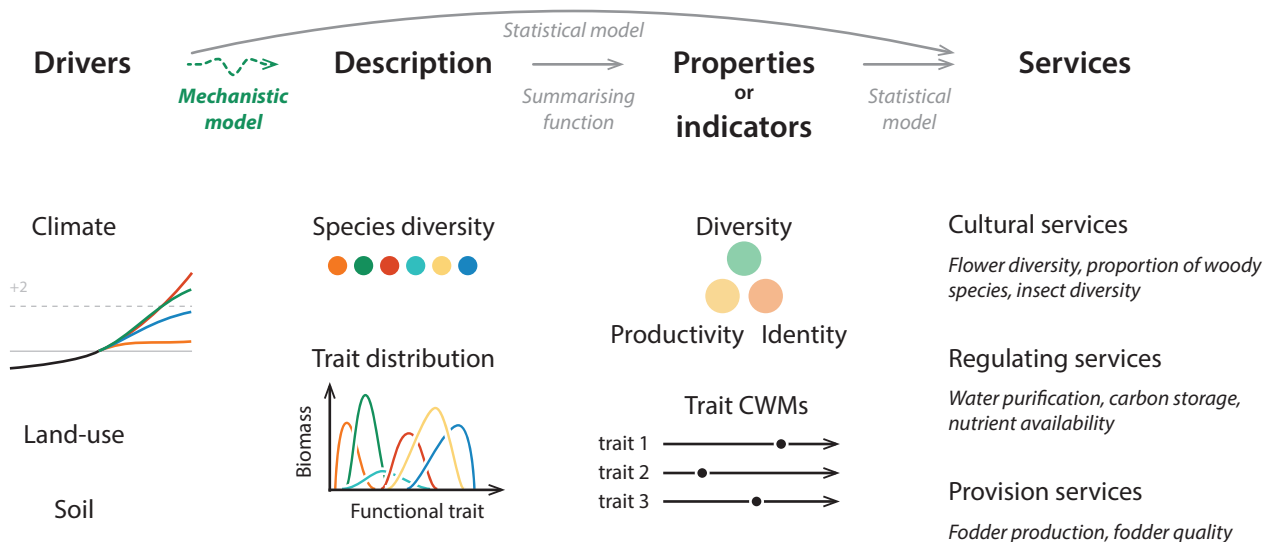 Statistical model
Drivers
Description
Properties
or
indicators
Services
Mechanistic
model
Summarising
function
Statistical
model
Climate
+2
Land-use
Soil
Species diversity
Trait distribution
Biomass
Functional trait
Diversity
Productivity
Identity
Trait CWMs
trait 1
trait 2
trait 3
Cultural services
Flower diversity, proportion of woody
species, insect diversity
Regulating services
Water purification, carbon storage,
nutrient availability
Provision services
Fodder production, fodder quality